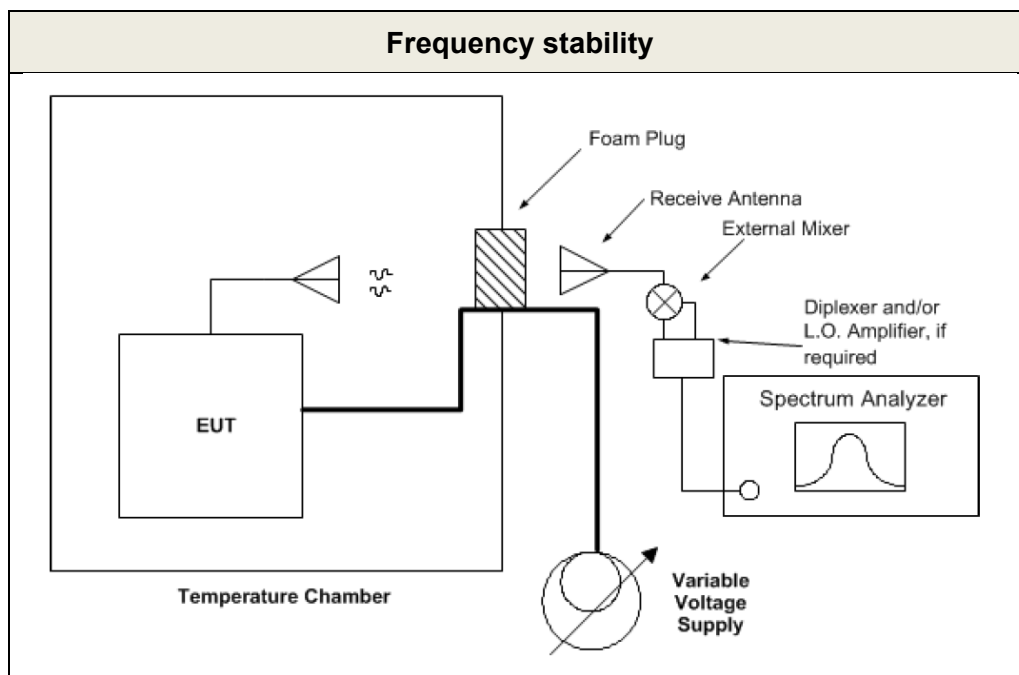 Frequency stability
Foam Plug
Receive Antenna
External Mixer
Diplexer and/or
L.O. Amplifier, if
required
Spectrum Analyzer
EUT
Temperature Chamber
Variable
Voltage
Supply